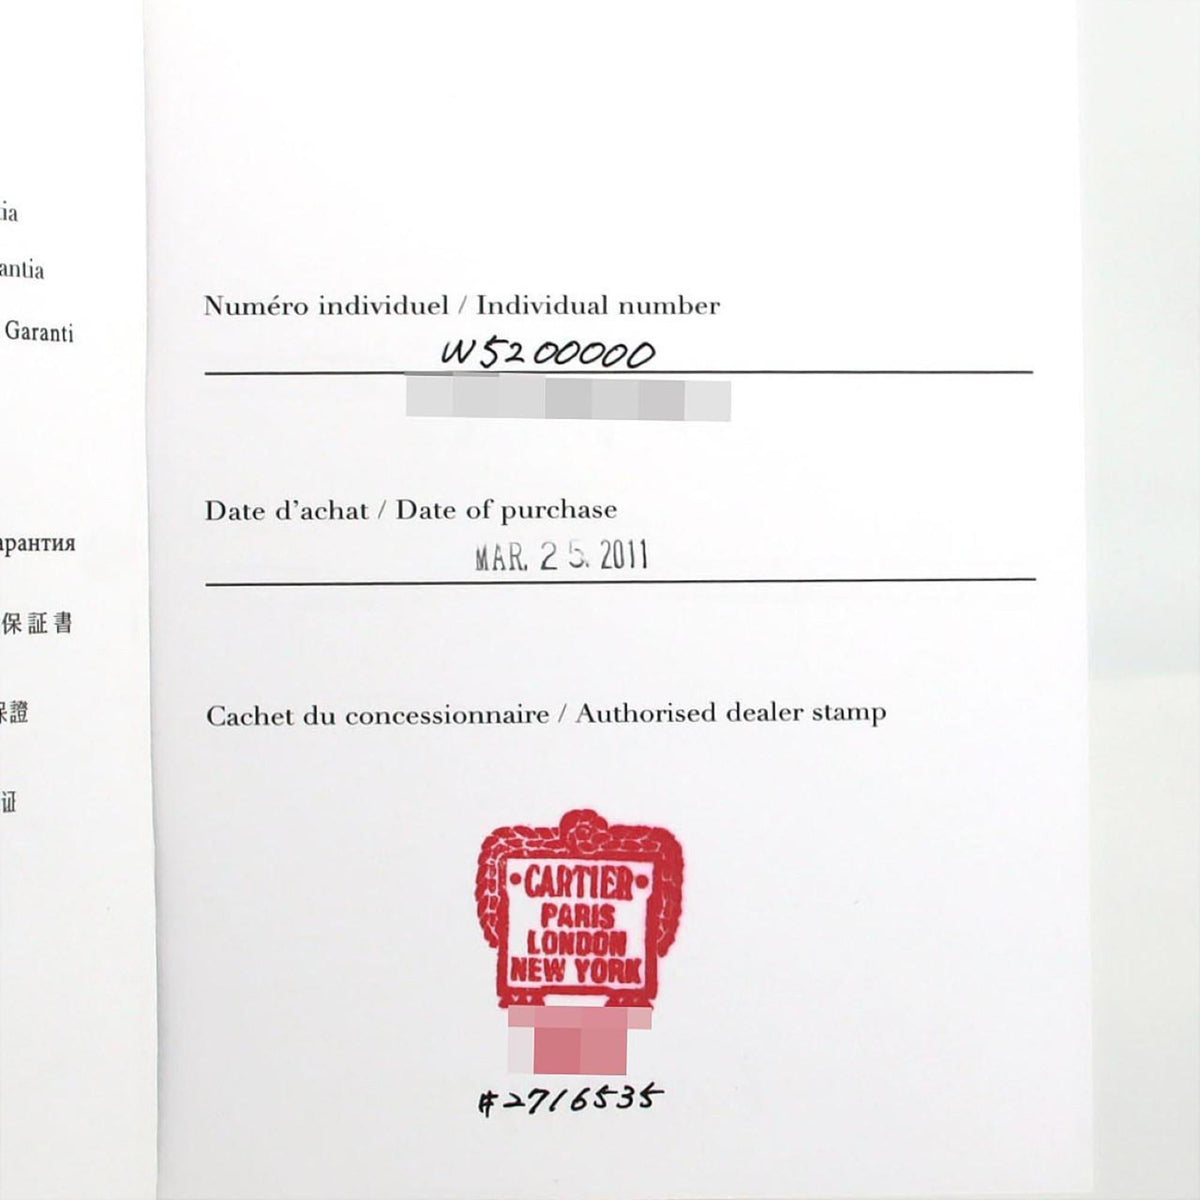 ia
antia
Garanti
арантия
保証書
保證
证
Numéro individuel / Individual number
W5200000
Date d'achat / Date of purchase
MAR. 25. 2011
Cachet du concessionnaire / Authorised dealer stamp
•CARTIER•
PARIS
LONDON
NEW YORK
#2716535